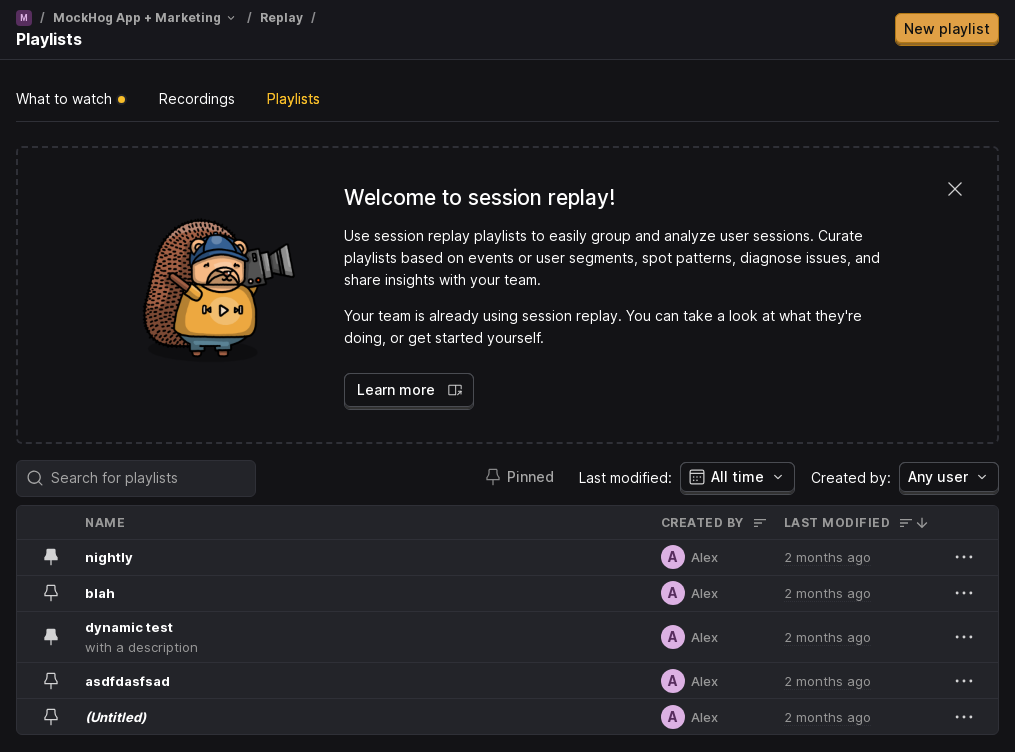 M / MockHog App + Marketing / Replay /
Playlists
New playlist
What to watch
Recordings
Playlists
Welcome to session replay!
Use session replay playlists to easily group and analyze user sessions. Curate
playlists based on events or user segments, spot patterns, diagnose issues, and
share insights with your team.
Your team is already using session replay. You can take a look at what they're
doing, or get started yourself.
Learn more
Search for playlists
Pinned
Last modified:
All time
Created by:
Any user
NAME CREATED BY LAST MODIFIED
nightly A Alex 2 months ago
blah A Alex 2 months ago
dynamic test
with a description
A Alex 2 months ago
asdfdasfsad A Alex 2 months ago
(Untitled) A Alex 2 months ago